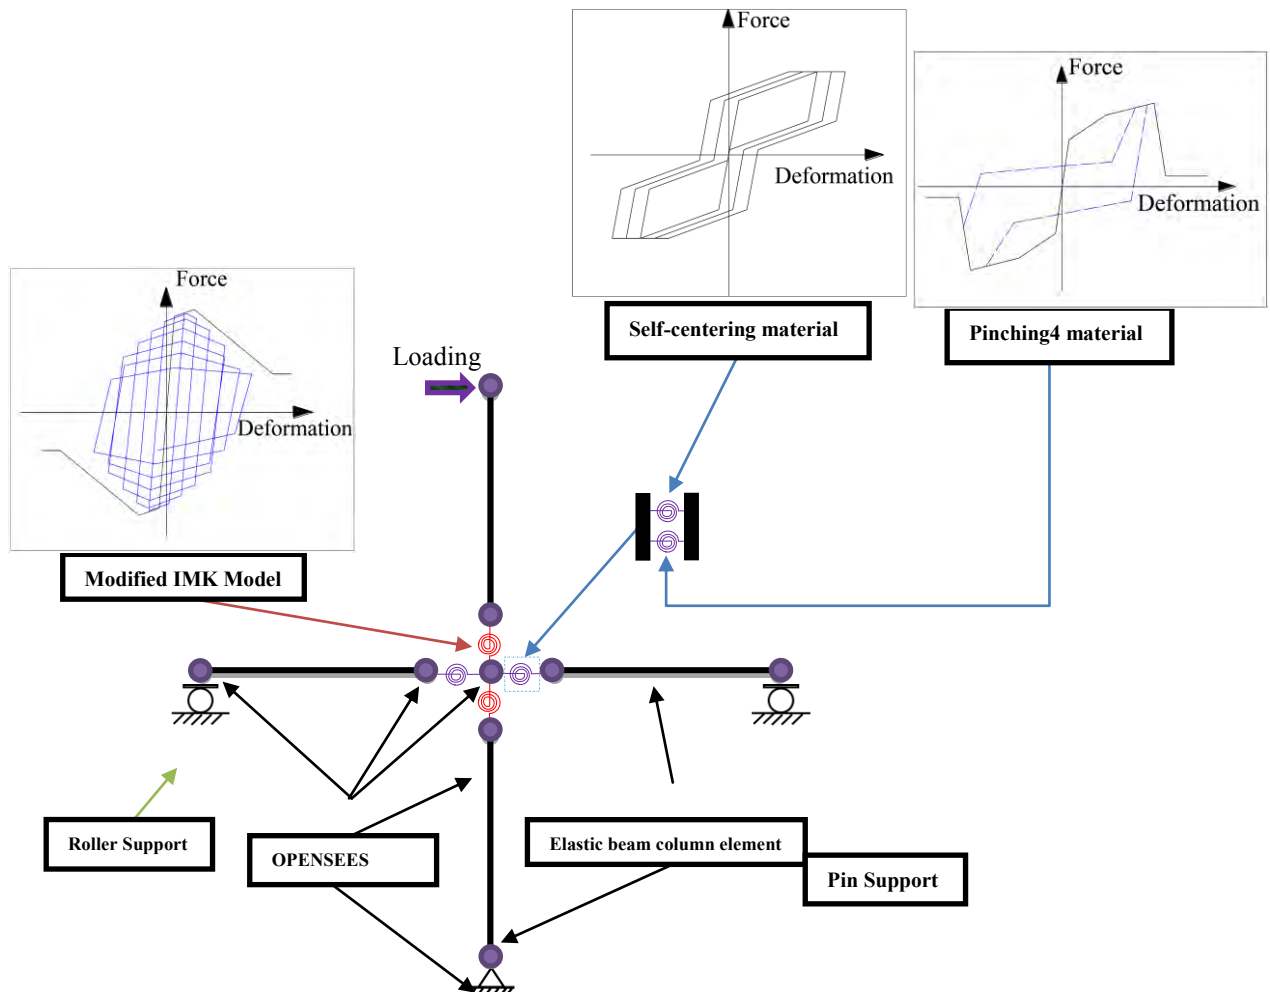 Force
Force
Deformation
Deformation
Self-centering material
Pinching4 material
Force
Loading
Deformation
Modified IMK Model
Roller Support
OPENSEES
Elastic beam column element
Pin Support